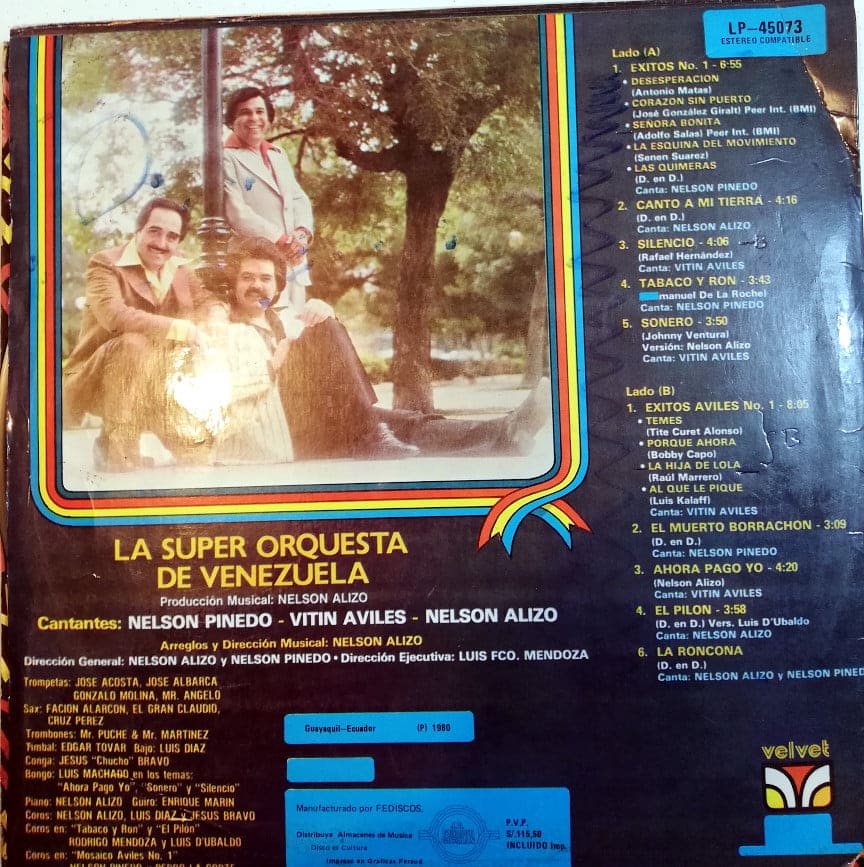 LP-45073
ESTEREO COMPATIBLE
Lado (A)
1. EXITOS No. 1 - 6:55
• DESESPERACION
(Antonio Matas)
• CORAZON SIN PUERTO
(José González Giralt) Peer Int. (BMI)
• SEÑORA BONITA
(Adolfo Salas) Peer Int. (BMI)
• LA ESQUINA DEL MOVIMIENTO
(Senen Suarez)
• LAS QUIMERAS
(D. en D.)
Canta: NELSON PINEDO
2. CANTO A MI TIERRA - 4:16
(D. en D.)
Canta: NELSON ALIZO
3. SILENCIO - 4:06 B
(Rafael Hernández)
Canta: VITIN AVILES
4. TABACO Y RON - 3:43
manuel De La Roche)
Canta: NELSON PINEDO
5. SONERO - 3:50
(Johnny Ventura)
Versión: Nelson Alizo
Canta: VITIN AVILES
Lado (B)
1. EXITOS AVILES No. 1 - 8:05
• TEMES
(Tite Curet Alonso)
• PORQUE AHORA B
(Bobby Capo)
• LA HIJA DE LOLA
(Raúl Marrero)
• AL QUE LE PIQUE
(Luis Kalaff)
Canta: VITIN AVILES
2. EL MUERTO BORRACHON - 3:09
(D. en D.)
Canta: NELSON PINEDO
3. AHORA PAGO YO - 4:20
(Nelson Alizo)
Canta: VITIN AVILES
4. EL PILON - 3:58
(D. en D.) Vers. Luis D'Ubaldo
Canta: NELSON ALIZO
6. LA RONCONA
(D. en D.)
Canta: NELSON ALIZO y NELSON PINED
LA SUPER ORQUESTA
DE VENEZUELA
Producción Musical: NELSON ALIZO
Cantantes: NELSON PINEDO - VITIN AVILES - NELSON ALIZO
Arreglos y Dirección Musical: NELSON ALIZO
Dirección General: NELSON ALIZO y NELSON PINEDO • Dirección Ejecutiva: LUIS FCO. MENDOZA
Trompetas: JOSE ACOSTA, JOSE ALBARCA
GONZALO MOLINA, MR. ANGELO
Sax: FACION ALARCON, EL GRAN CLAUDIO,
CRUZ PEREZ
Trombones: Mr. PUCHE & Mr. MARTINEZ
Timbal: EDGAR TOVAR Bajo: LUIS DIAZ
Conga: JESUS "Chucho" BRAVO
Bongo: LUIS MACHADO en los temas:
"Ahora Pago Yo", "Sonero" y "Silencio"
Piano: NELSON ALIZO Guiro: ENRIQUE MARIN
Coros: NELSON ALIZO, LUIS DIAZ y JESUS BRAVO
Coros en: "Tabaco y Ron" y "El Pilón"
RODRIGO MENDOZA y LUIS D'UBALDO
Coros en: "Mosaico Aviles No. 1"
NELSON PINEDO
Guayaquil-Ecuador (P) 1980
Manufacturado por FEDISCOS.
Distribuye Almacenes de Musica
Disco es Cultura
Impreso en Graficas Feraud
P.V.P.
S/.115,50
INCLUIDO Imp.
velvet